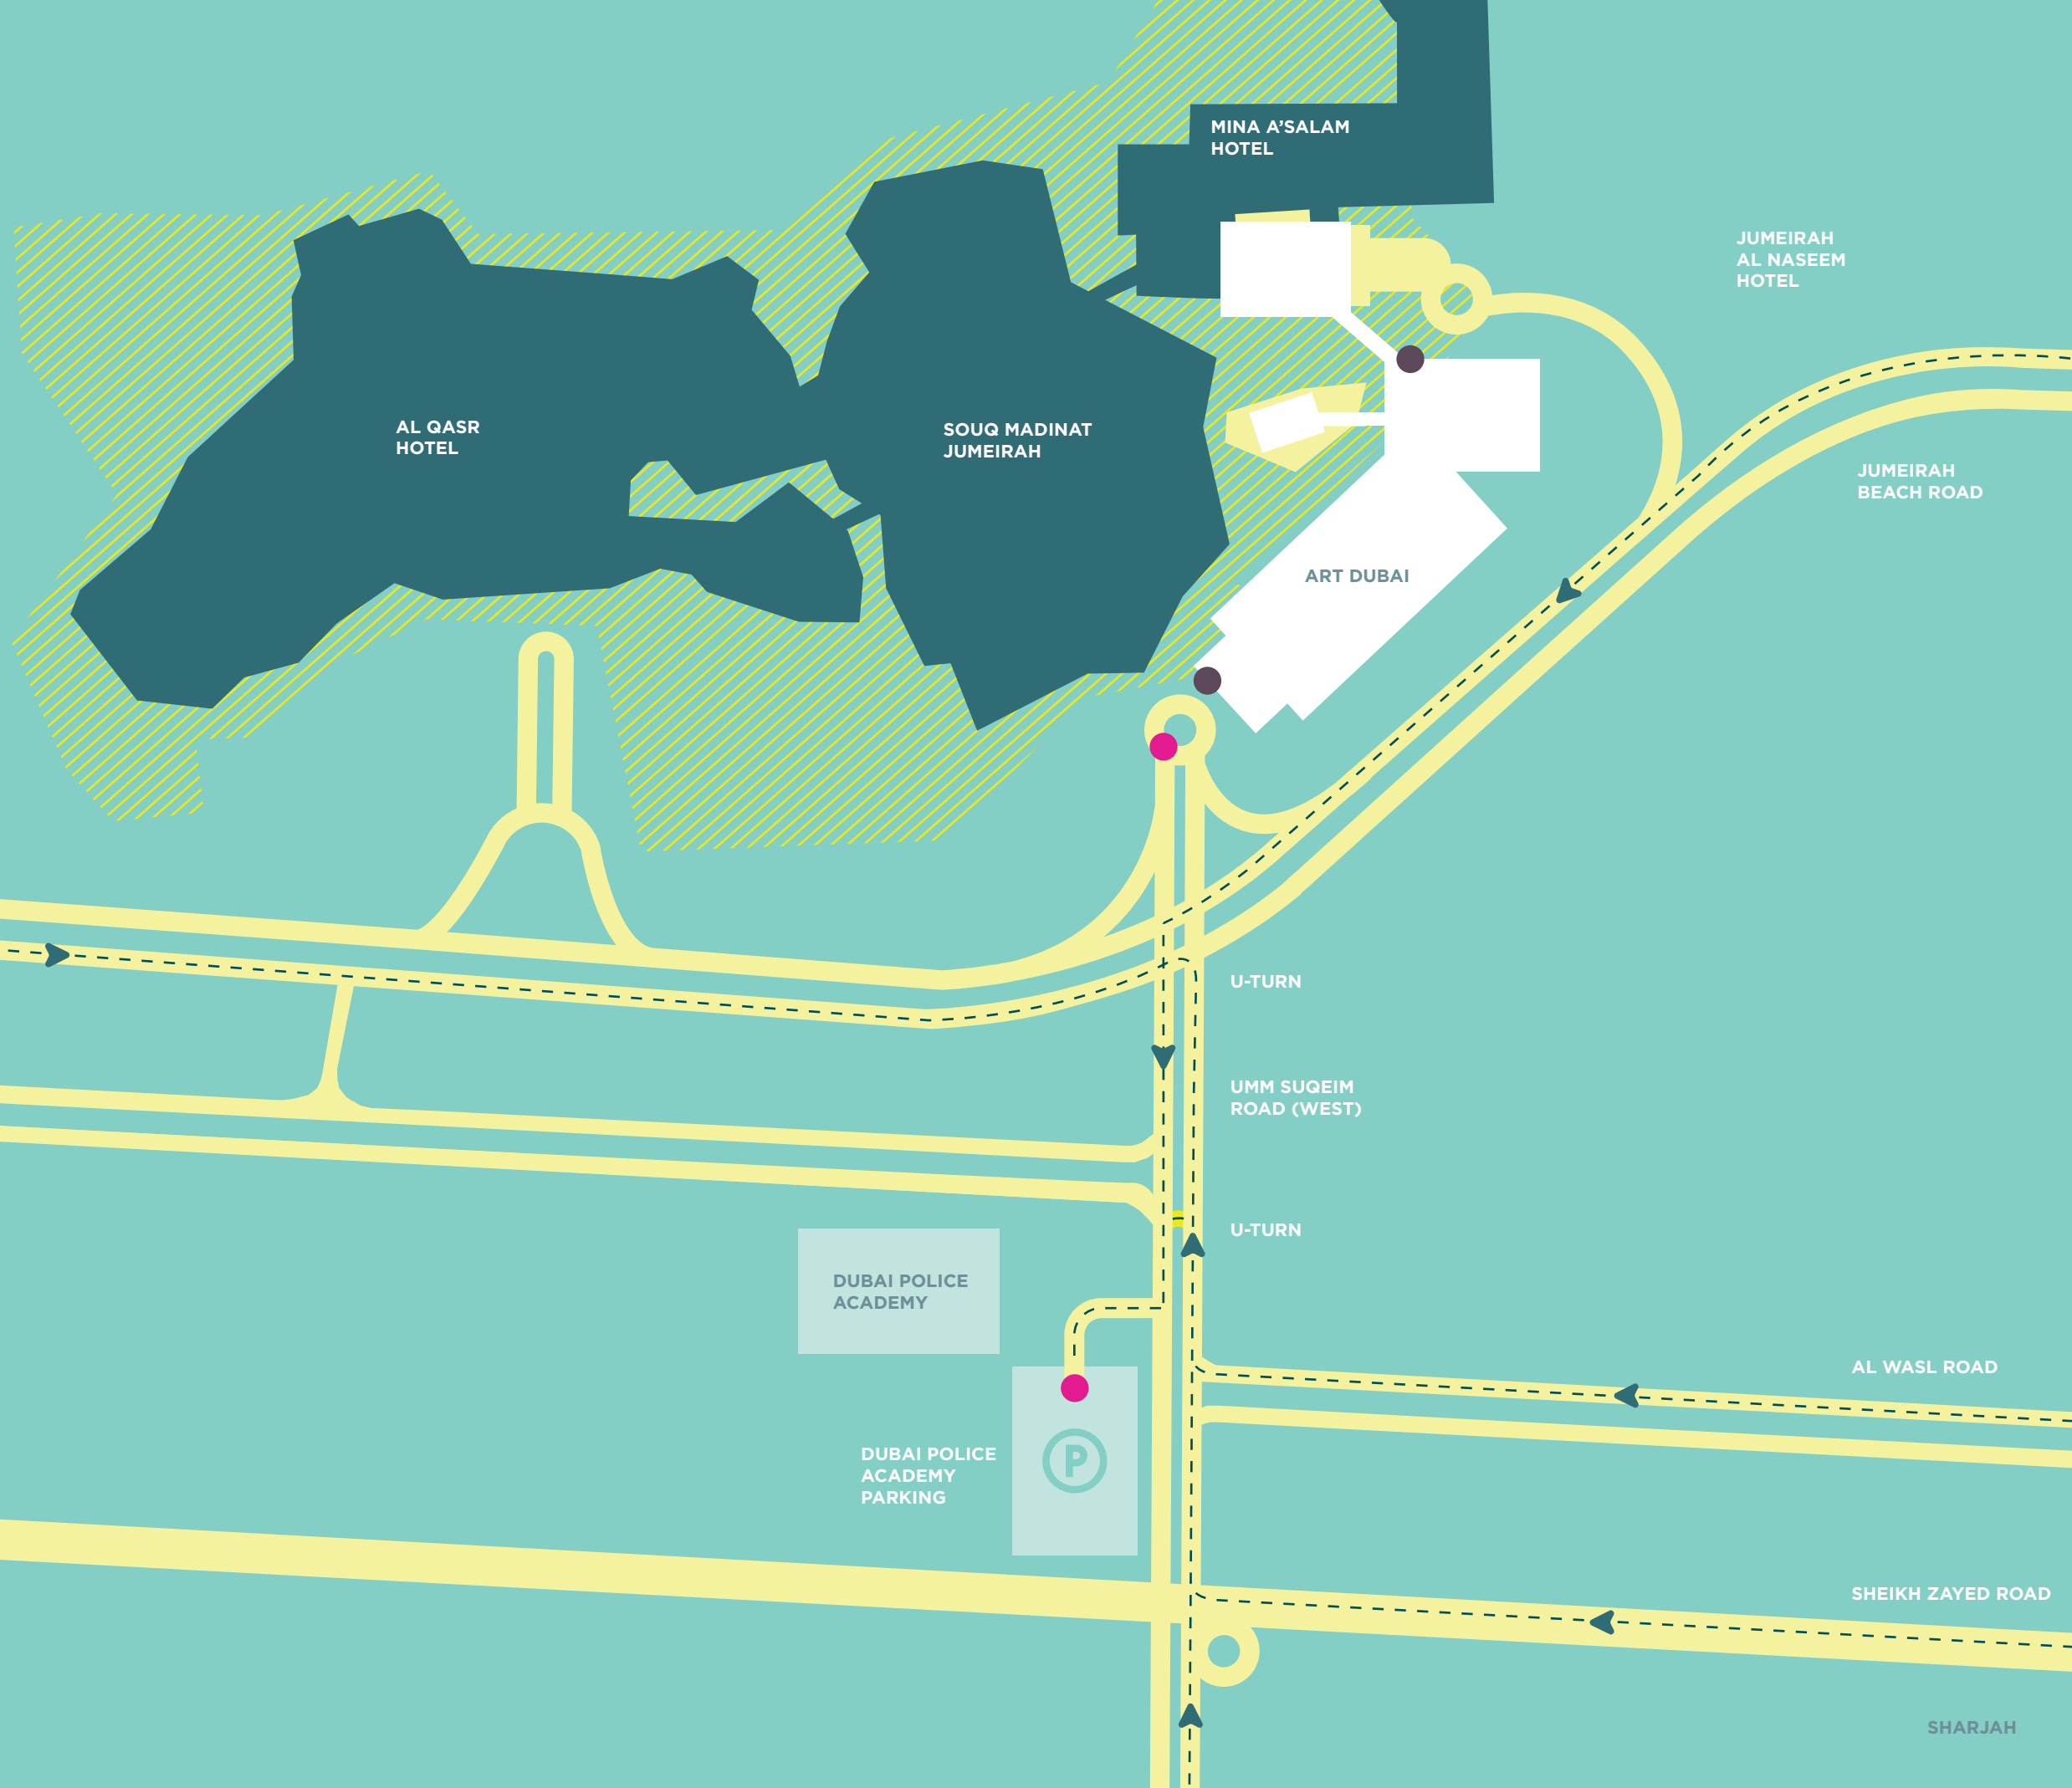 MINA A’SALAM
HOTEL
JUMEIRAH
AL NASEEM
HOTEL
AL QASR
HOTEL
SOUQ MADINAT
JUMEIRAH
JUMEIRAH
BEACH ROAD
ART DUBAI
U-TURN
UMM SUQEIM
ROAD (WEST)
U-TURN
DUBAI POLICE
ACADEMY
AL WASL ROAD
DUBAI POLICE
ACADEMY
PARKING
P
SHEIKH ZAYED ROAD
SHARJAH